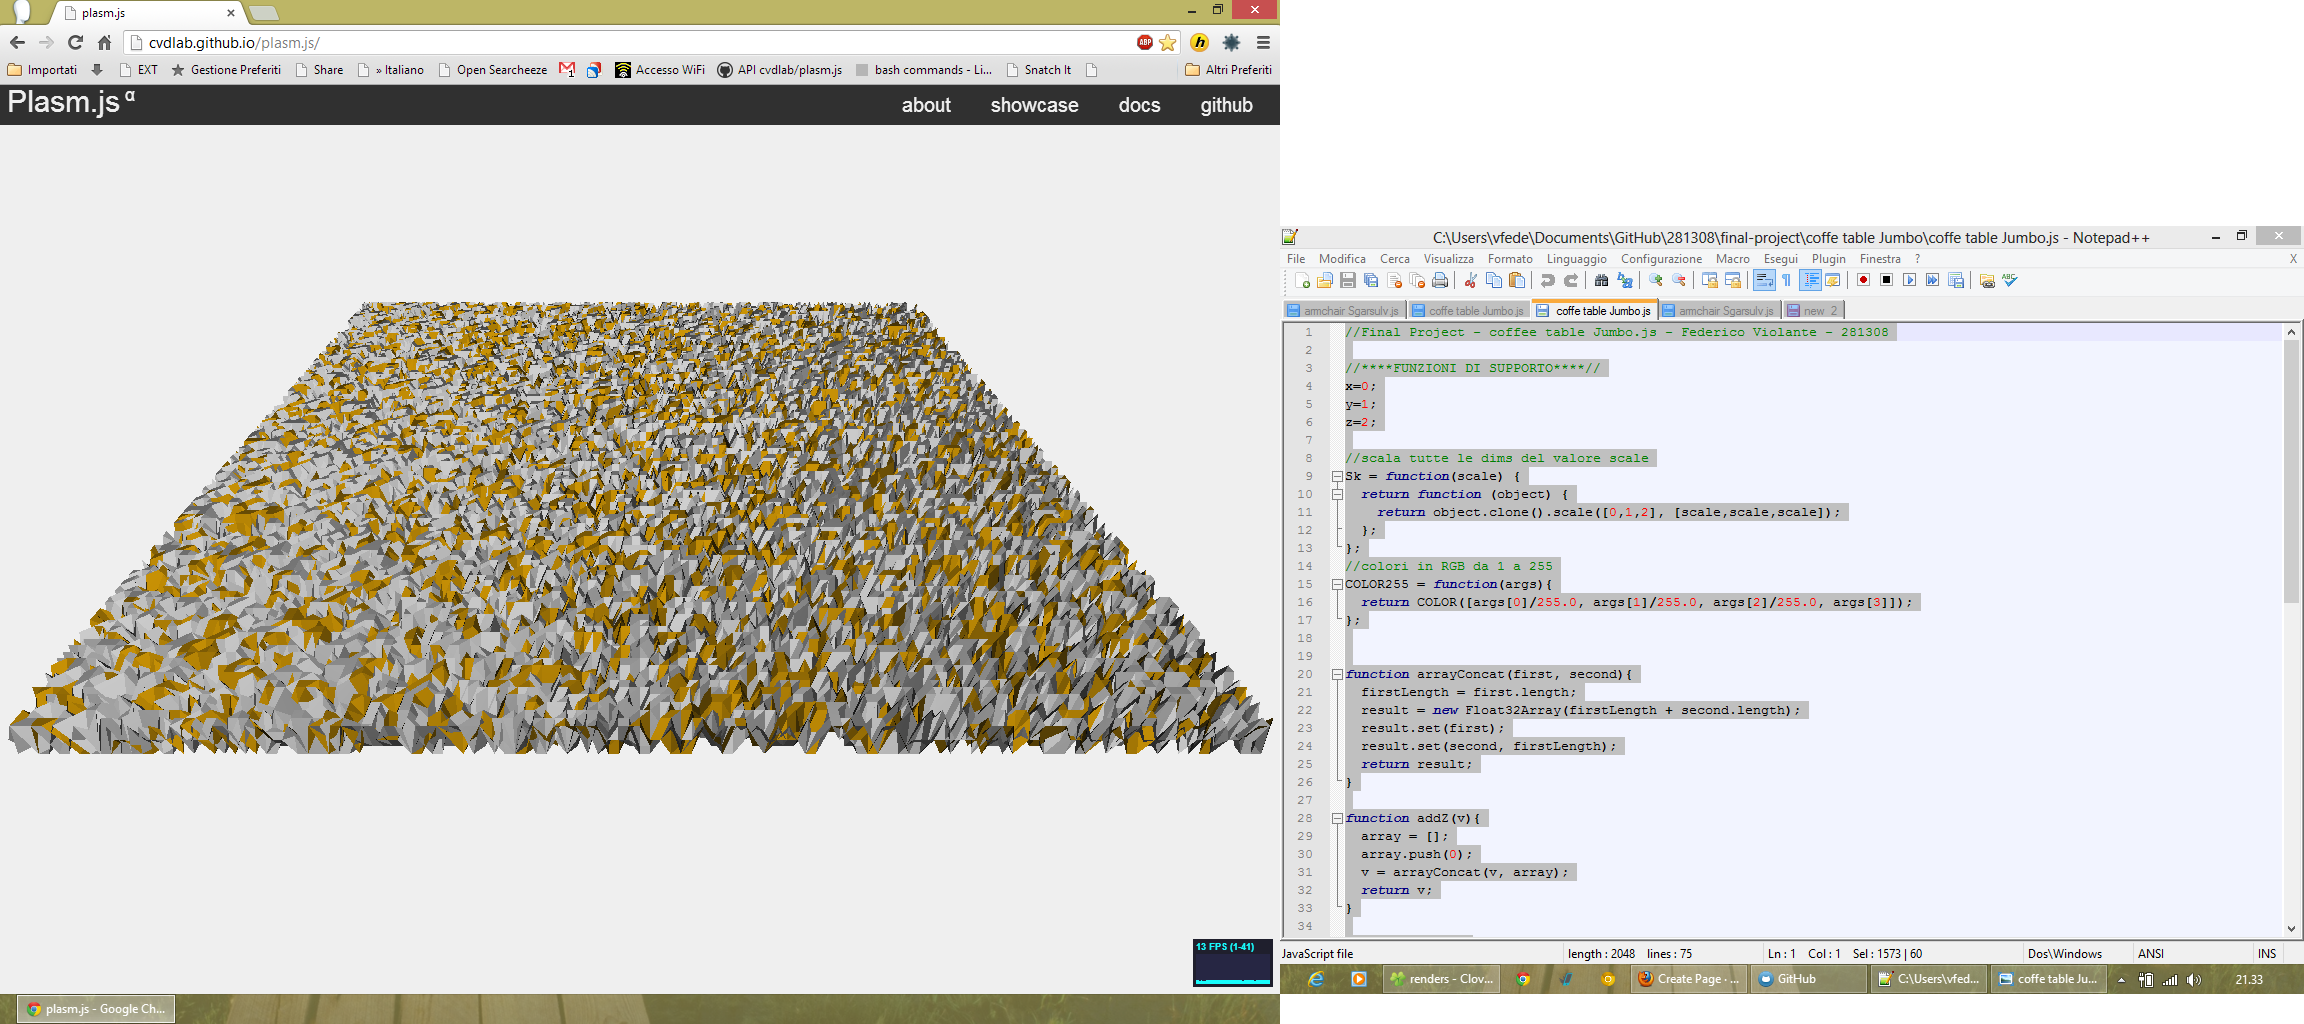 plasm.js
cvdlab.github.io/plasm.js/
ABP
h
Importati EXT Gestione Preferiti Share » Italiano Open Searcheeze Accesso WiFi API cvdlab/plasm.js bash commands - Li... Snatch It Altri Preferiti
Plasm.js α about showcase docs github
13 FPS (1-41)
plasm.js - Google Ch...
C:\Users\vfede\Documents\GitHub\281308\final-project\coffe table Jumbo\coffe table Jumbo.js - Notepad++
File Modifica Cerca Visualizza Formato Linguaggio Configurazione Macro Esegui Plugin Finestra ? X
armchair Sgarsulv.js coffe table Jumbo.js coffe table Jumbo.js armchair Sgarsulv.js new 2
1 //Final Project - coffee table Jumbo.js - Federico Violante - 281308
2
3 //****FUNZIONI DI SUPPORTO****//
4 x=0;
5 y=1;
6 z=2;
7
8 //scala tutte le dims del valore scale
9 Sk = function(scale) {
10 return function (object) {
11 return object.clone().scale([0,1,2], [scale,scale,scale]);
12 };
13 };
14 //colori in RGB da 1 a 255
15 COLOR255 = function(args){
16 return COLOR([args[0]/255.0, args[1]/255.0, args[2]/255.0, args[3]]);
17 };
18
19
20 function arrayConcat(first, second){
21 firstLength = first.length;
22 result = new Float32Array(firstLength + second.length);
23 result.set(first);
24 result.set(second, firstLength);
25 return result;
26 }
27
28 function addZ(v){
29 array = [];
30 array.push(0);
31 v = arrayConcat(v, array);
32 return v;
33 }
34
JavaScript file length : 2048 lines : 75 Ln : 1 Col : 1 Sel : 1573 | 60 Dos\Windows ANSI INS
renders - Clov... Create Page · ... GitHub C:\Users\vfed... coffe table Ju... 21.33